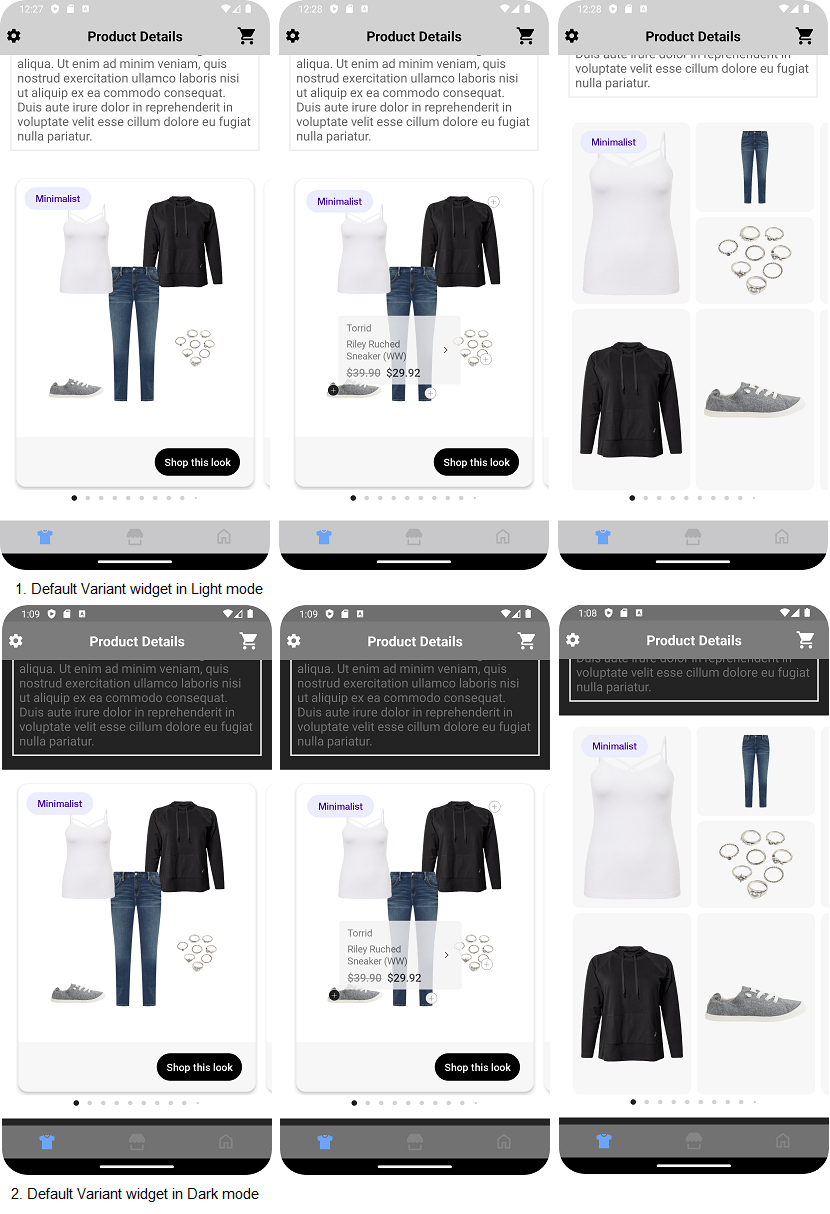 12:27
Product Details
aliqua. Ut enim ad minim veniam, quis
nostrud exercitation ullamco laboris nisi
ut aliquip ex ea commodo consequat.
Duis aute irure dolor in reprehenderit in
voluptate velit esse cillum dolore eu fugiat
nulla pariatur.
Minimalist
Shop this look
12:28
Product Details
aliqua. Ut enim ad minim veniam, quis
nostrud exercitation ullamco laboris nisi
ut aliquip ex ea commodo consequat.
Duis aute irure dolor in reprehenderit in
voluptate velit esse cillum dolore eu fugiat
nulla pariatur.
Minimalist
Torrid
Riley Ruched
Sneaker (WW)
$39.90 $29.92
Shop this look
12:28
Product Details
Duis aute irure dolor in reprehenderit in
voluptate velit esse cillum dolore eu fugiat
nulla pariatur.
Minimalist
1. Default Variant widget in Light mode
1:09
Product Details
aliqua. Ut enim ad minim veniam, quis
nostrud exercitation ullamco laboris nisi
ut aliquip ex ea commodo consequat.
Duis aute irure dolor in reprehenderit in
voluptate velit esse cillum dolore eu fugiat
nulla pariatur.
Minimalist
Shop this look
1:09
Product Details
aliqua. Ut enim ad minim veniam, quis
nostrud exercitation ullamco laboris nisi
ut aliquip ex ea commodo consequat.
Duis aute irure dolor in reprehenderit in
voluptate velit esse cillum dolore eu fugiat
nulla pariatur.
Minimalist
Torrid
Riley Ruched
Sneaker (WW)
$39.90 $29.92
Shop this look
1:08
Product Details
Duis aute irure dolor in reprehenderit in
voluptate velit esse cillum dolore eu fugiat
nulla pariatur.
Minimalist
2. Default Variant widget in Dark mode